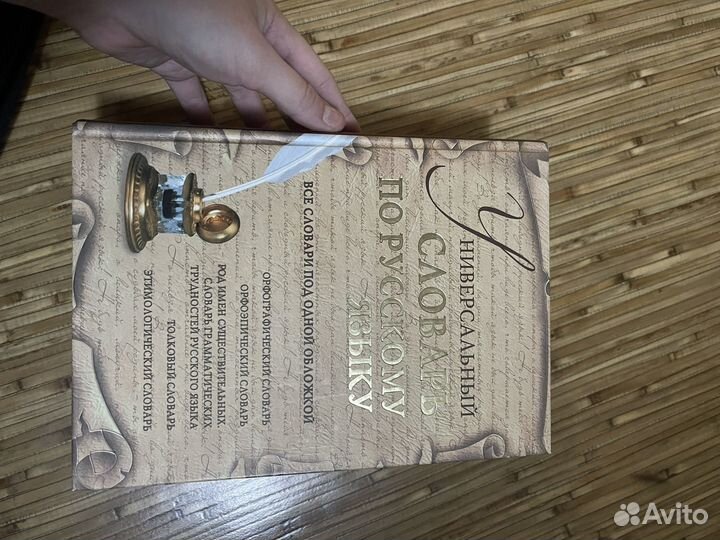 Универсальный
СЛОВАРЬ
ПО РУССКОМУ
ЯЗЫКУ
ВСЕ СЛОВАРИ ПОД ОДНОЙ ОБЛОЖКОЙ
ОРФОГРАФИЧЕСКИЙ СЛОВАРЬ
ОРФОЭПИЧЕСКИЙ СЛОВАРЬ
РОД ИМЕН СУЩЕСТВИТЕЛЬНЫХ
СЛОВАРЬ ГРАММАТИЧЕСКИХ
ТРУДНОСТЕЙ РУССКОГО ЯЗЫКА
ТОЛКОВЫЙ СЛОВАРЬ
ЭТИМОЛОГИЧЕСКИЙ СЛОВАРЬ
Avito